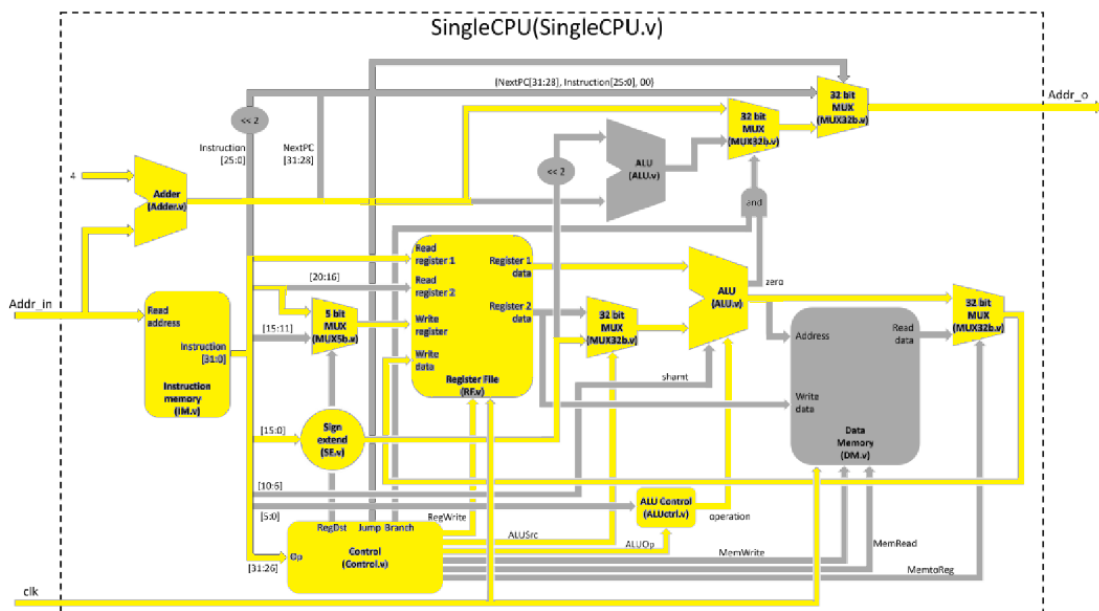 SingleCPU(SingleCPU.v)
{NextPC[31:28], Instruction[25:0], 00}
32 bit
MUX
(MUX32b.v)
Addr_o
<< 2
32 bit
MUX
(MUX32b.v)
Instruction
[25:0]
NextPC
[31:28]
ALU
(ALU.v)
<< 2
4
Adder
(Adder.v)
and
Read
register 1
Register 1
data
[20:16]
Read
register 2
zero
Addr_in
Read
address
5 bit
MUX
(MUX5b.v)
Write
register
Register 2
data
32 bit
MUX
(MUX32b.v)
ALU
(ALU.v)
32 bit
MUX
(MUX32b.v)
[15:11]
Address
Read
data
Instruction
[31:0]
Write
data
Instruction
memory
(IM.v)
Register File
(RF.v)
shamt
Write
data
Sign
extend
(SE.v)
[15:0]
Data
Memory
(DM.v)
[10:6]
ALU Control
(ALUctrl.v)
[5:0]
operation
RegDst
Jump
Branch
RegWrite
ALUSrc
ALUOp
MemRead
Op
Control
(Control.v)
MemWrite
[31:26]
MemtoReg
clk